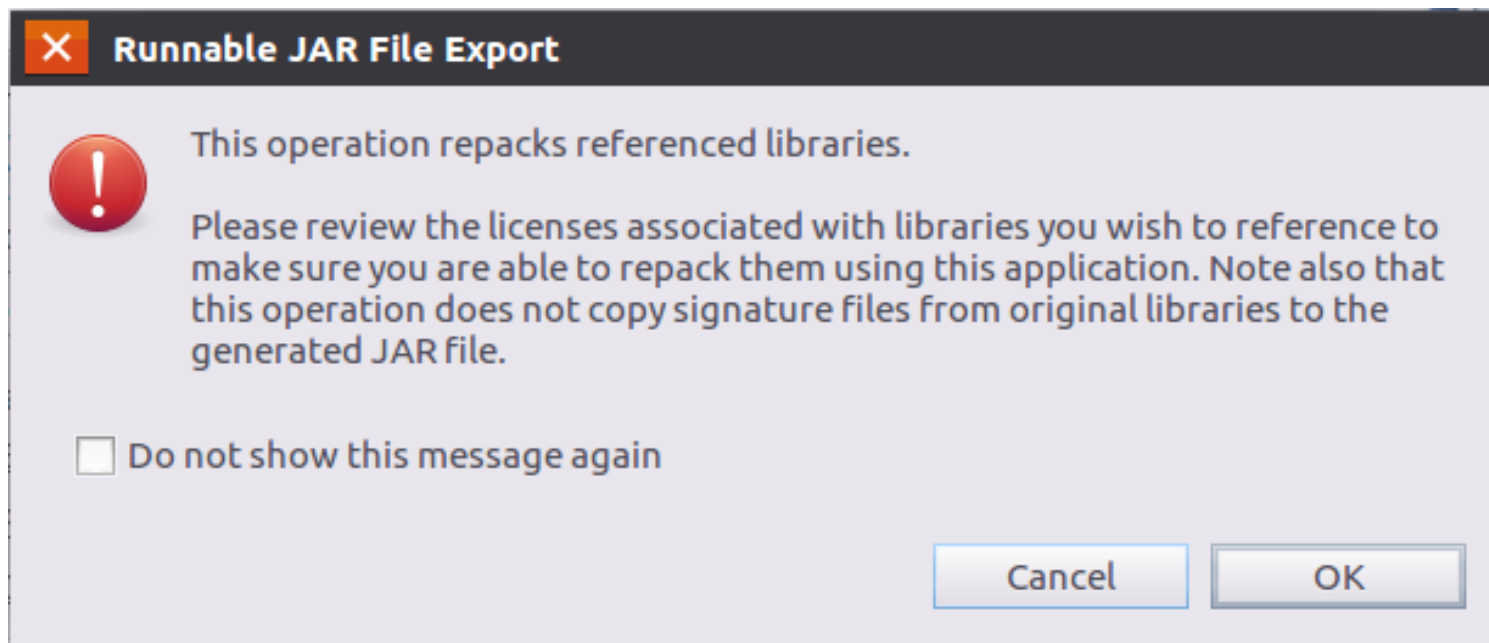 Runnable JAR File Export
This operation repacks referenced libraries.
Please review the licenses associated with libraries you wish to reference to
make sure you are able to repack them using this application. Note also that
this operation does not copy signature files from original libraries to the
generated JAR file.
Do not show this message again
Cancel OK